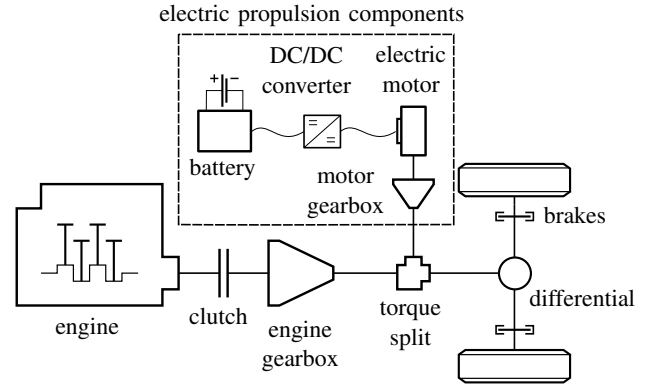 electric propulsion components
DC/DC
converter
electric
motor
+ −
battery
motor
gearbox
brakes
engine
clutch
engine
gearbox
torque
split
differential